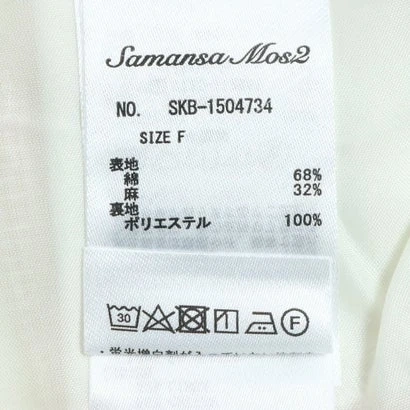 Samansa Mos2
NO. SKB-1504734
SIZE F
表地
綿 68%
麻 32%
裏地
ポリエステル 100%
30 F